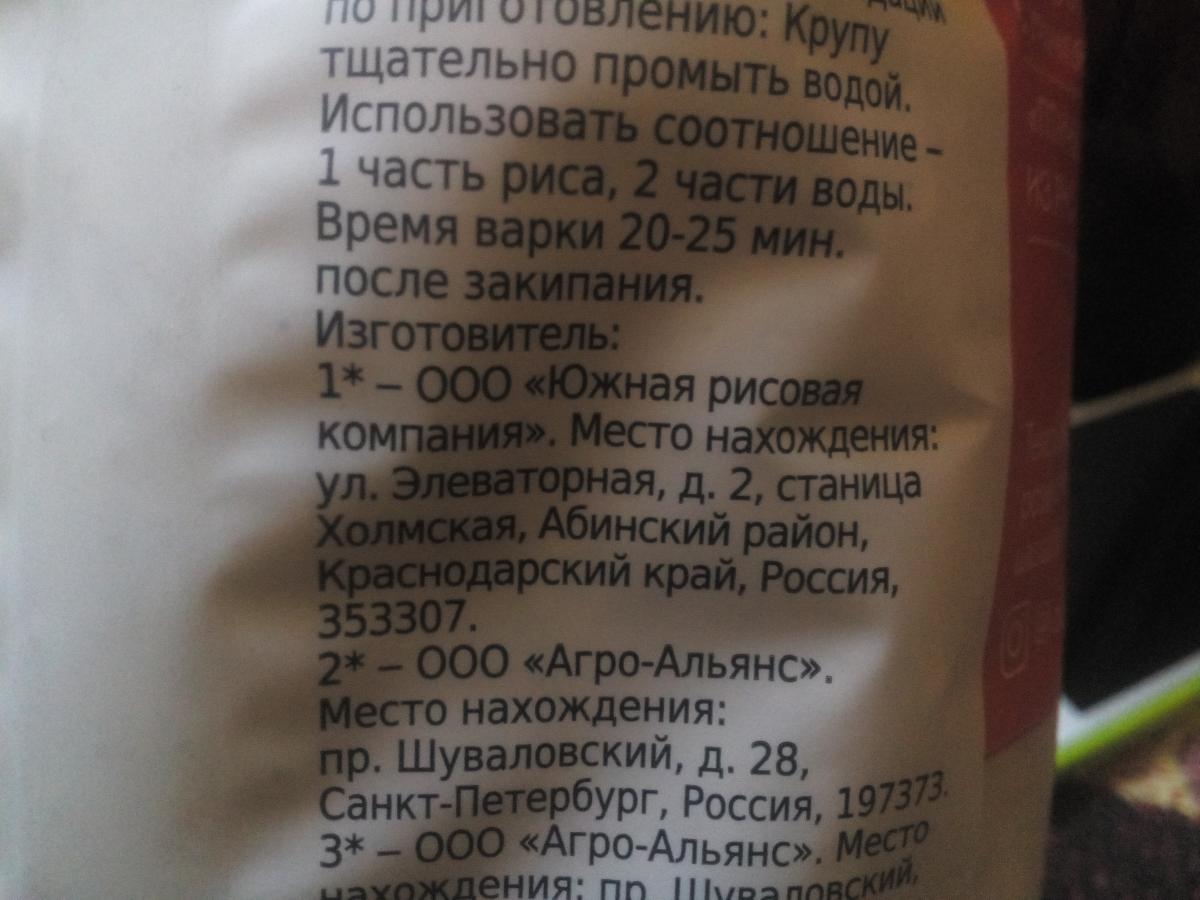 по приготовлению: Крупу
тщательно промыть водой.
Использовать соотношение –
1 часть риса, 2 части воды.
Время варки 20-25 мин.
после закипания.
Изготовитель:
1* – ООО «Южная рисовая
компания». Место нахождения:
ул. Элеваторная, д. 2, станица
Холмская, Абинский район,
Краснодарский край, Россия,
353307.
2* – ООО «Агро-Альянс».
Место нахождения:
пр. Шуваловский, д. 28,
Санкт-Петербург, Россия, 197373.
3* – ООО «Агро-Альянс». Место
нахождения: пр. Шуваловский,